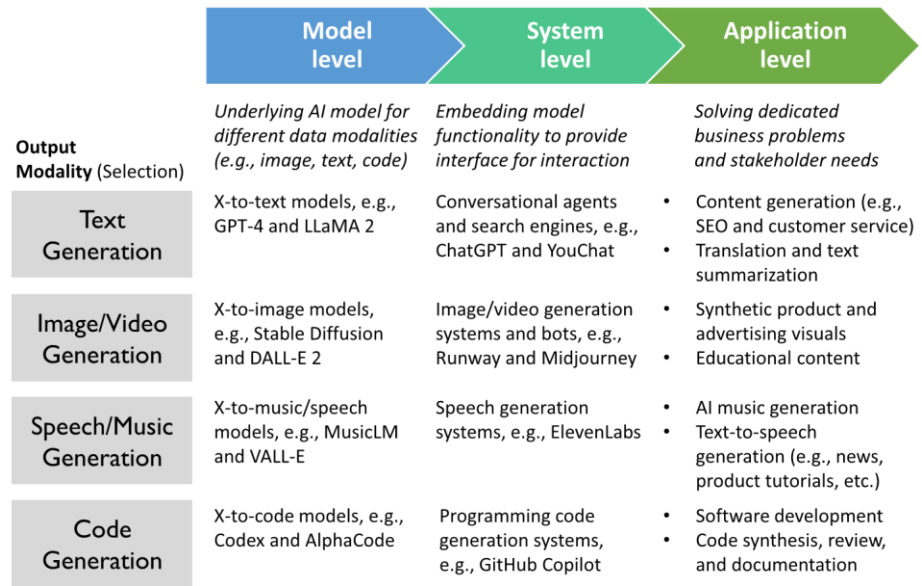 Model
level
System
level
Application
level
Underlying AI model for
different data modalities
(e.g., image, text, code)
Embedding model
functionality to provide
interface for interaction
Solving dedicated
business problems
and stakeholder needs
Output
Modality (Selection)
Text
Generation
X-to-text models, e.g.,
GPT-4 and LLaMA 2
Conversational agents
and search engines, e.g.,
ChatGPT and YouChat
• Content generation (e.g.,
SEO and customer service)
• Translation and text
summarization
Image/Video
Generation
X-to-image models,
e.g., Stable Diffusion
and DALL-E 2
Image/video generation
systems and bots, e.g.,
Runway and Midjourney
• Synthetic product and
advertising visuals
• Educational content
Speech/Music
Generation
X-to-music/speech
models, e.g., MusicLM
and VALL-E
Speech generation
systems, e.g., ElevenLabs
• AI music generation
• Text-to-speech
generation (e.g., news,
product tutorials, etc.)
Code
Generation
X-to-code models, e.g.,
Codex and AlphaCode
Programming code
generation systems,
e.g., GitHub Copilot
• Software development
• Code synthesis, review,
and documentation